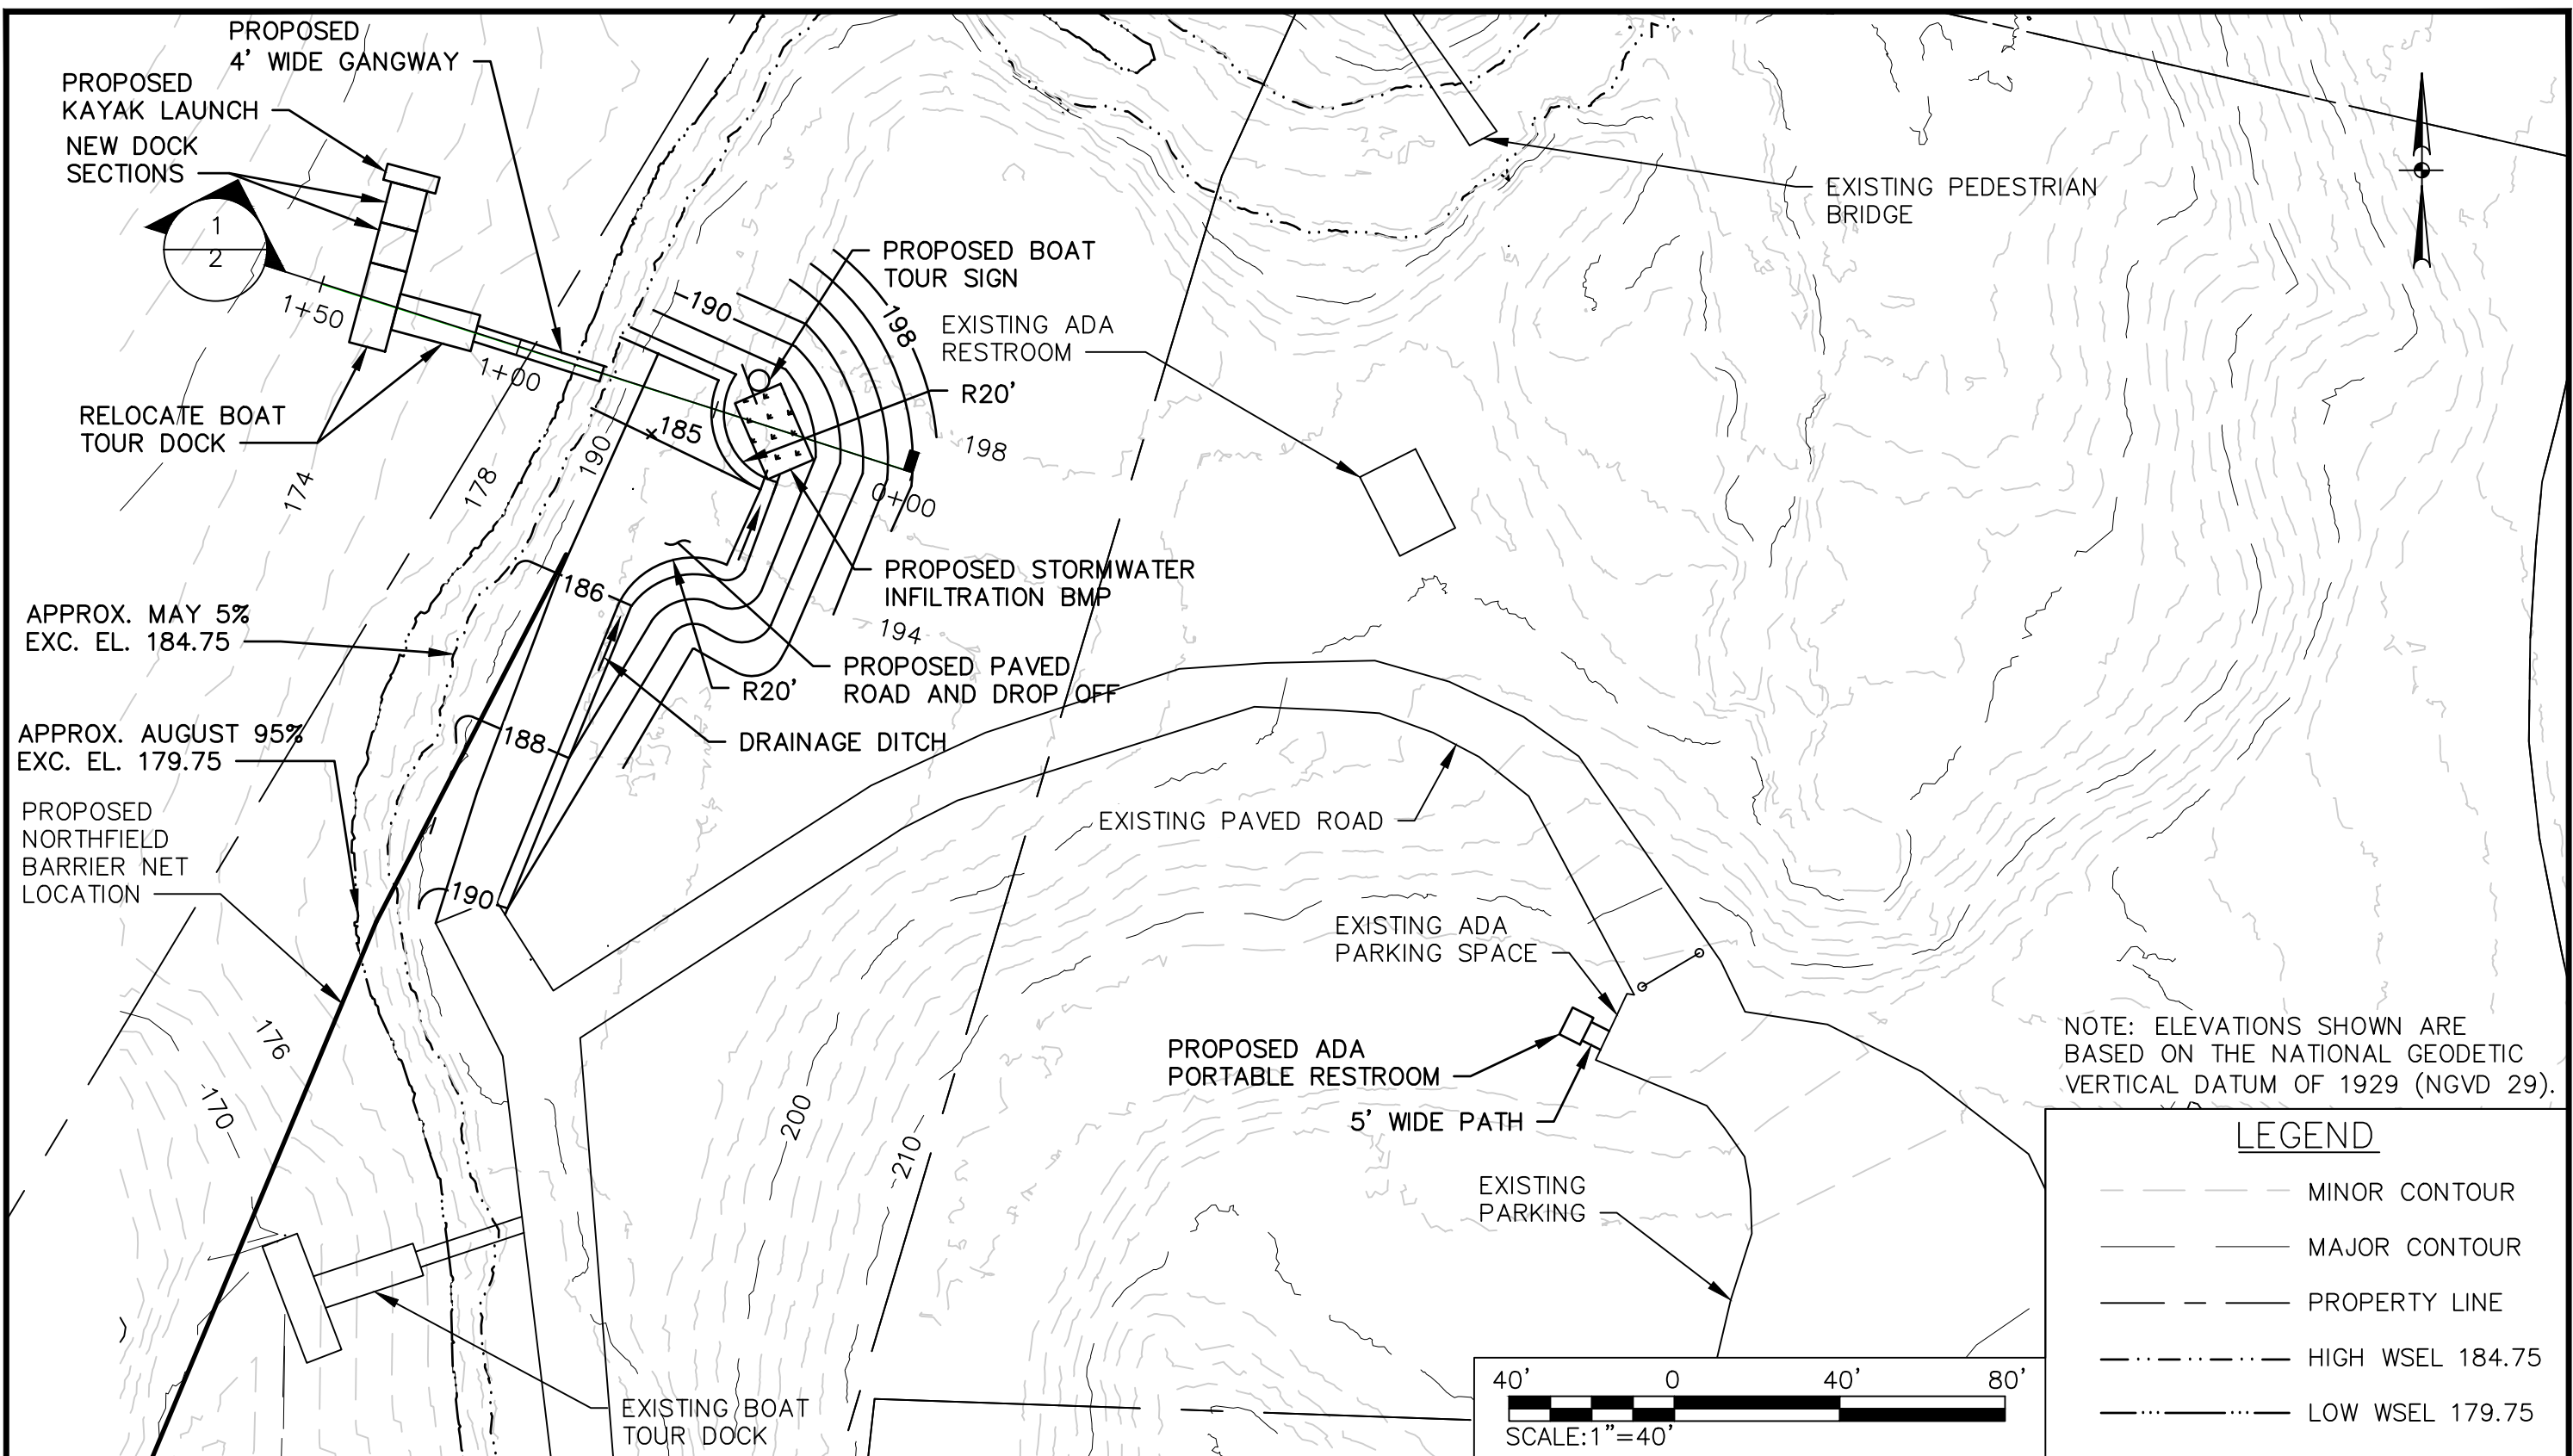 PROPOSED
4' WIDE GANGWAY
PROPOSED
KAYAK LAUNCH
NEW DOCK
SECTIONS
1
2
1+50
1+00
0+00
RELOCATE BOAT
TOUR DOCK
174
178
190
185
190
198
198
PROPOSED BOAT
TOUR SIGN
EXISTING ADA
RESTROOM
R20'
EXISTING PEDESTRIAN
BRIDGE
PROPOSED STORMWATER
INFILTRATION BMP
194
PROPOSED PAVED
ROAD AND DROP OFF
R20'
DRAINAGE DITCH
186
188
190
APPROX. MAY 5%
EXC. EL. 184.75
APPROX. AUGUST 95%
EXC. EL. 179.75
PROPOSED
NORTHFIELD
BARRIER NET
LOCATION
176
170
200
210
EXISTING PAVED ROAD
EXISTING ADA
PARKING SPACE
PROPOSED ADA
PORTABLE RESTROOM
5' WIDE PATH
EXISTING
PARKING
EXISTING BOAT
TOUR DOCK
NOTE: ELEVATIONS SHOWN ARE
BASED ON THE NATIONAL GEODETIC
VERTICAL DATUM OF 1929 (NGVD 29).
LEGEND
MINOR CONTOUR
MAJOR CONTOUR
PROPERTY LINE
HIGH WSEL 184.75
LOW WSEL 179.75
40' 0 40' 80'
SCALE:1"=40'